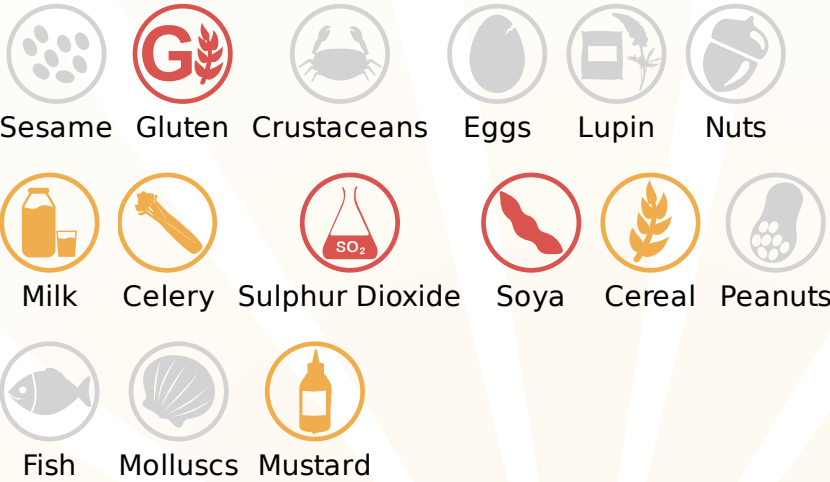 G
Sesame Gluten Crustaceans Eggs Lupin Nuts
SO₂
Milk Celery Sulphur Dioxide Soya Cereal Peanuts
Fish Molluscs Mustard